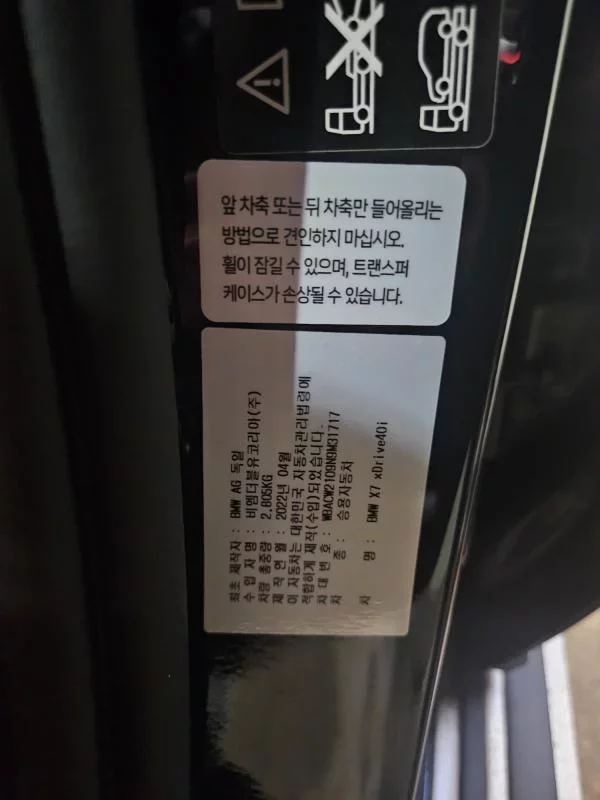 앞 차축 또는 뒤 차축만 들어올리는
방법으로 견인하지 마십시오.
휠이 잠길 수 있으며, 트랜스퍼
케이스가 손상될 수 있습니다.
최초 제작자 : BMW AG 독일
수 입 자 명 : 비엠더블유코리아(주)
차량 총중량 : 2,805KG
제 작 연 월 : 2022년 04월
이 자동차는 대한민국 자동차관리법령에
적합하게 제작(수입)되었습니다.
차 대 번 호 : WBACW2109N9M31717
차 종 : 승용자동차
차 명 : BMW X7 xDrive40i